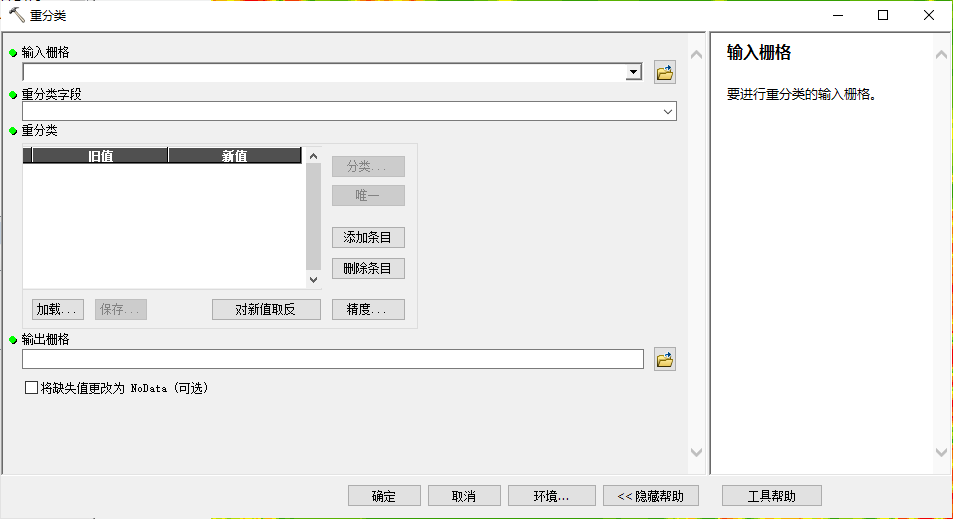 重分类
输入栅格
重分类字段
重分类
旧值 新值
分类...
唯一
添加条目
删除条目
加载... 保存... 对新值取反 精度...
输出栅格
将缺失值更改为 NoData (可选)
输入栅格
要进行重分类的输入栅格。
确定 取消 环境... << 隐藏帮助 工具帮助